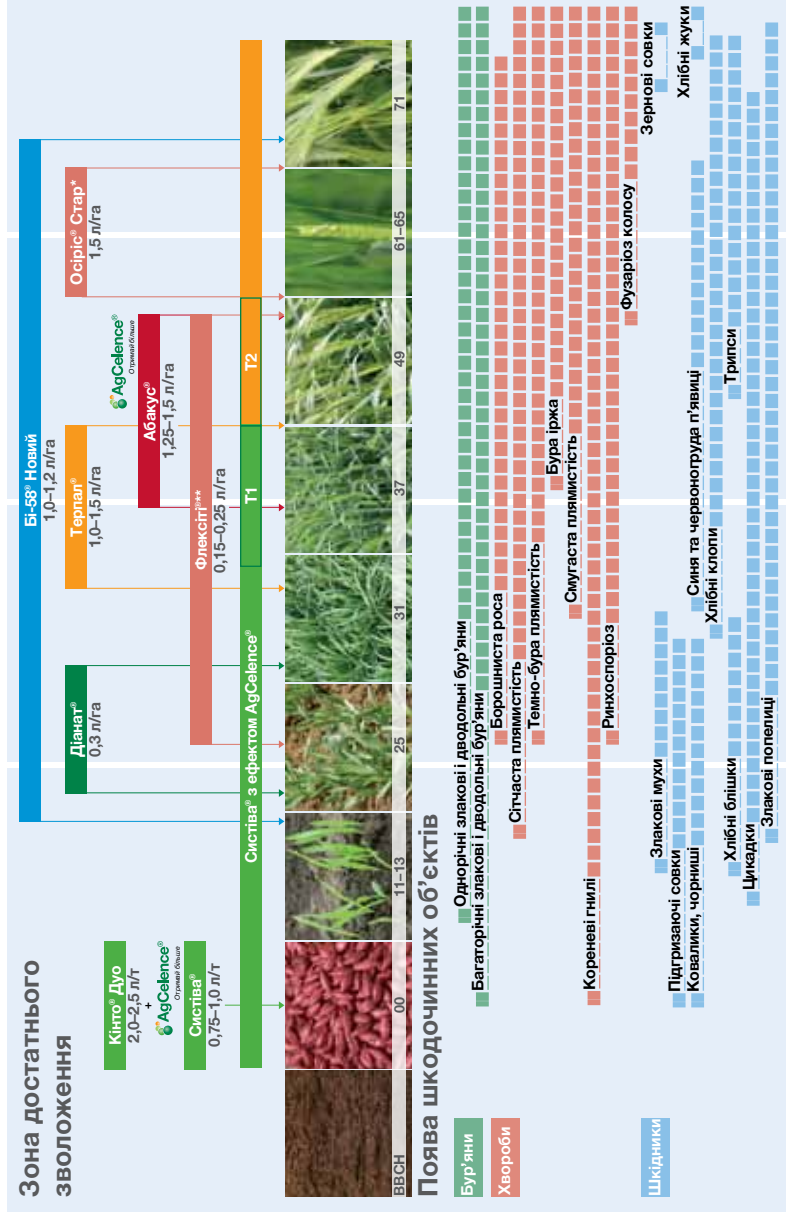 Зона достатнього
зволоження
Бі-58® Новий
1,0–1,2 л/га
Діанат®
0,3 л/га
Терпал®
1,0–1,5 л/га
Осіріс® Стар*
1,5 л/га
Кінто® Дуо
2,0–2,5 л/т
+
AgCelence®
Отримай більше
Систіва®
0,75–1,0 л/т
AgCelence®
Отримай більше
Абакус®
1,25–1,5 л/га
Флексіті®**
0,15–0,25 л/га
Систіва® з ефектом AgCelence®
Т1
Т2
BBCH
00
11–13
25
31
37
49
61–65
71
Поява шкодочинних об’єктів
Бур’яни
Однорічні злакові і дводольні бур’яни
Багаторічні злакові і дводольні бур’яни
Хвороби
Борошниста роса
Сітчаста плямистість
Темно-бура плямистість
Бура іржа
Смугаста плямистість
Кореневі гнилі
Ринхоспоріоз
Фузаріоз колосу
Шкідники
Злакові мухи
Зернові совки
Підгризаючі совки
Ковалики, чорниші
Синя та червоногруда п’явиці
Хлібні жуки
Хлібні клопи
Хлібні блішки
Трипси
Цикадки
Злакові попелиці